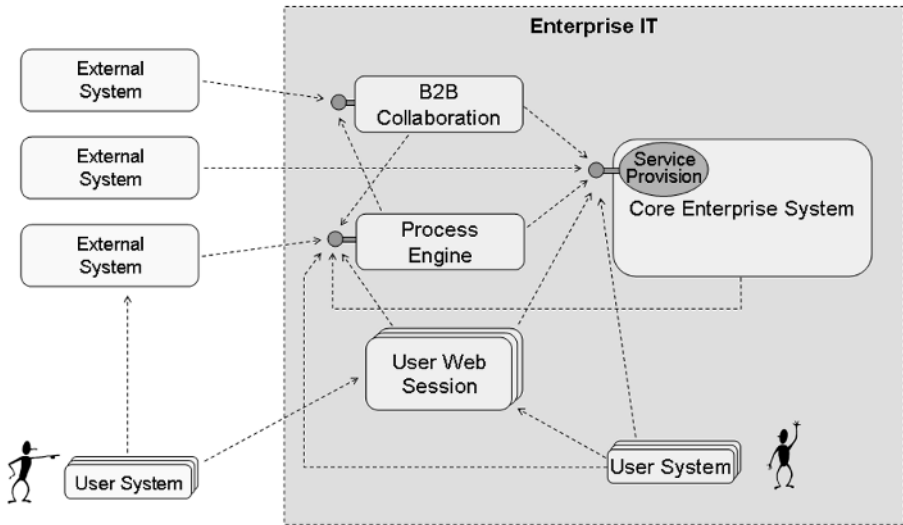 Enterprise IT
External
System
B2B
Collaboration
External
System
Service
Provision
Core Enterprise System
External
System
Process
Engine
User Web
Session
User System
User System